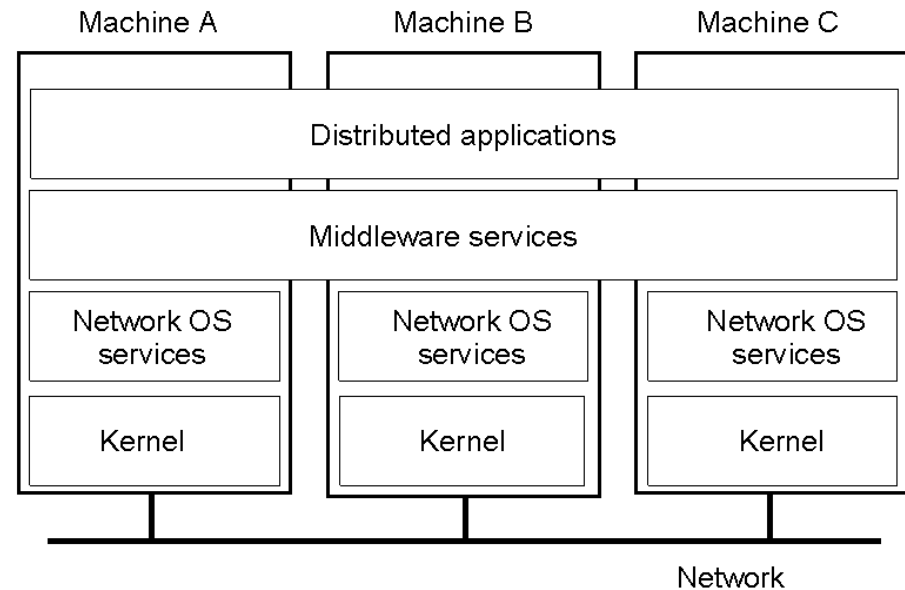 Machine A
Machine B
Machine C
Distributed applications
Middleware services
Network OS
services
Network OS
services
Network OS
services
Kernel
Kernel
Kernel
Network